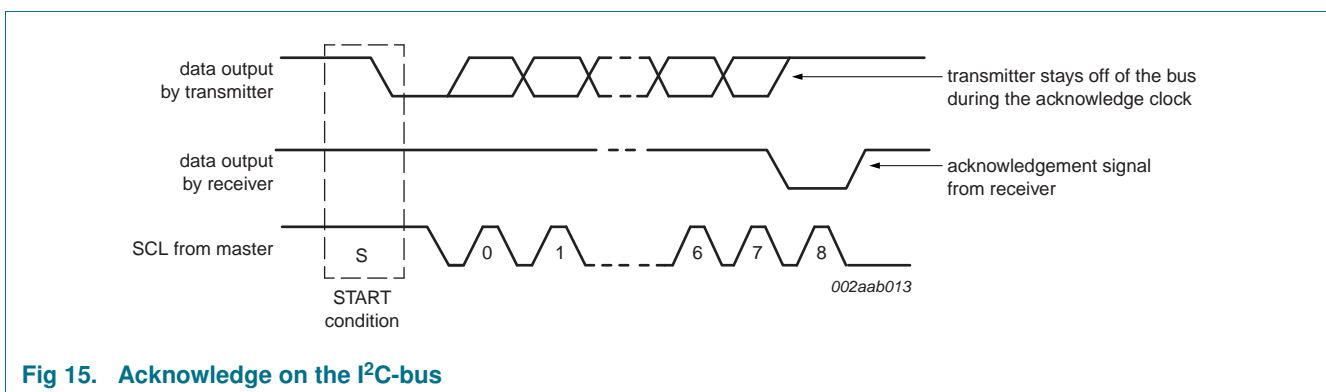 data output
by transmitter
transmitter stays off of the bus
during the acknowledge clock
data output
by receiver
acknowledgement signal
from receiver
SCL from master
S
0
1
6
7
8
002aab013
START
condition
Fig 15. Acknowledge on the I²C-bus